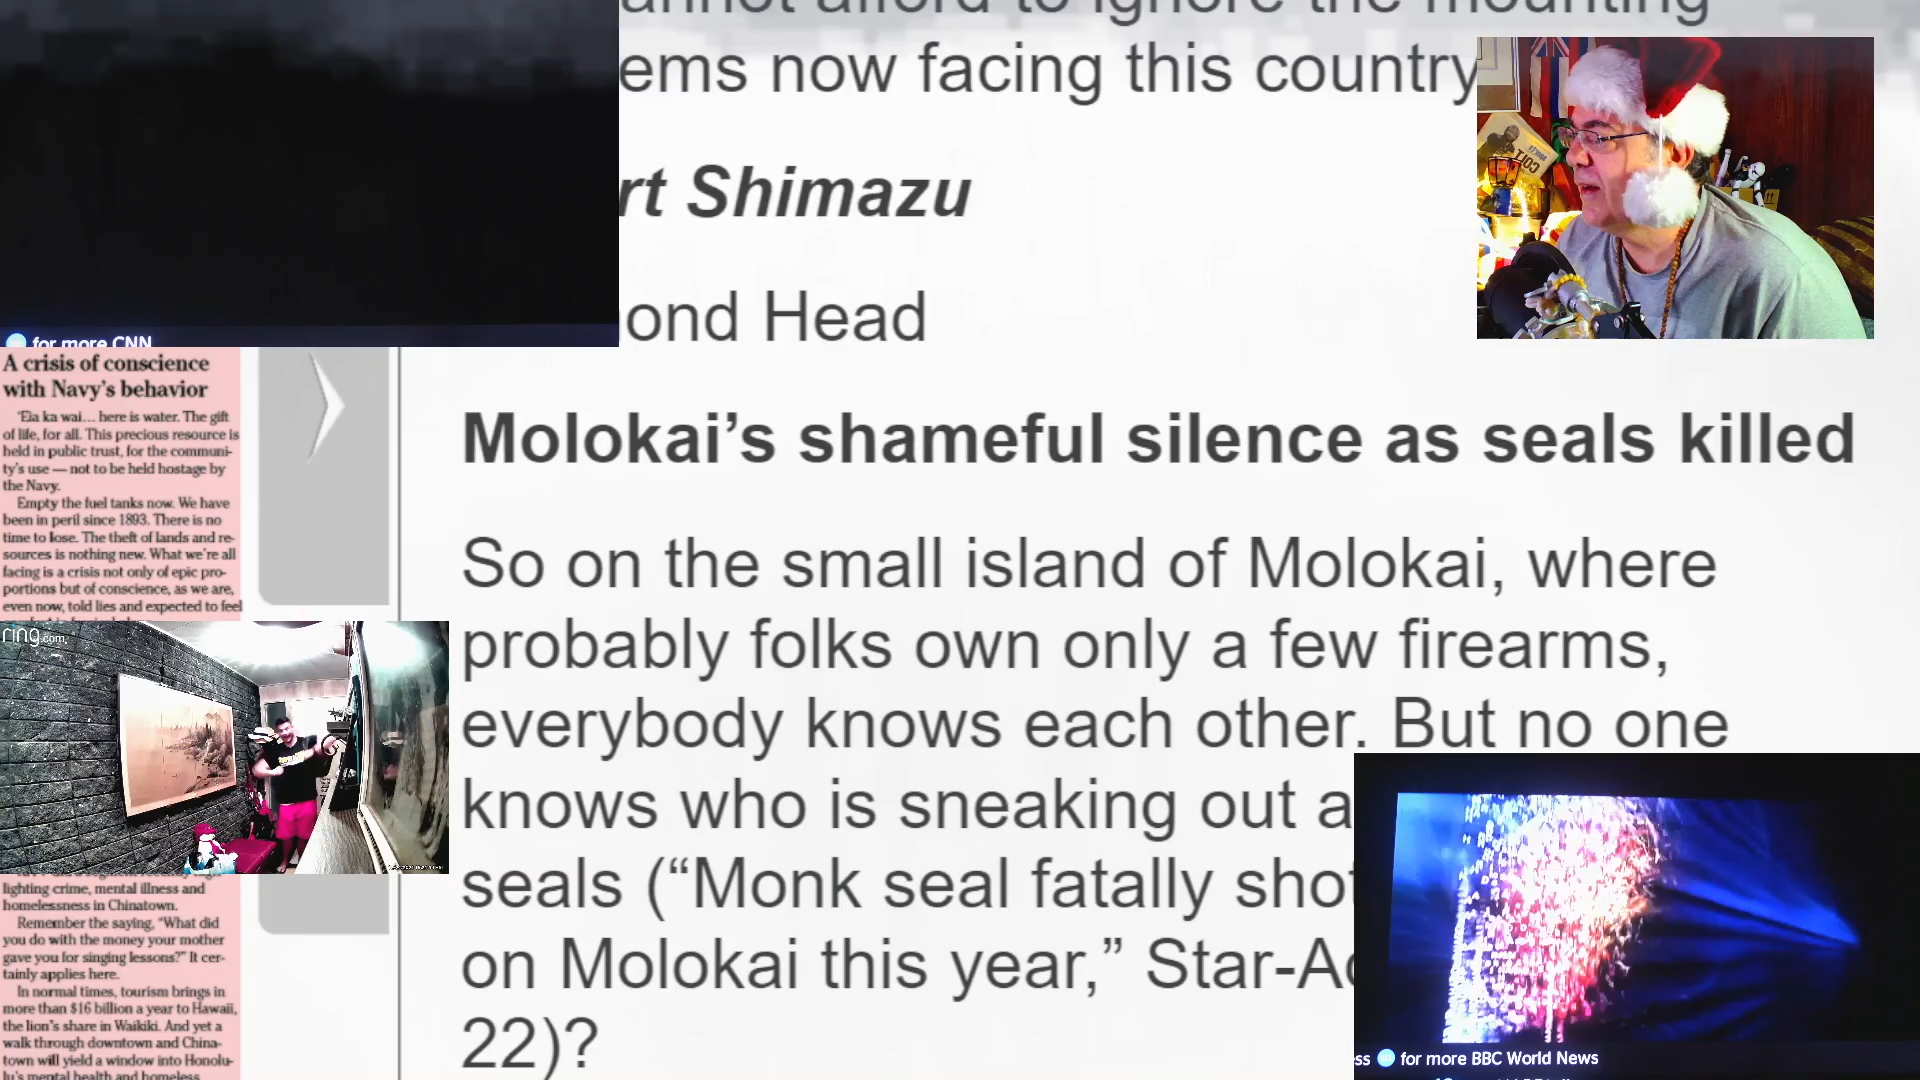 annot afford to ignore the mounting
ems now facing this country
rt Shimazu
ond Head
for more CNN
A crisis of conscience
with Navy's behavior
'Eia ka wai... here is water. The gift
of life, for all. This precious resource is
held in public trust, for the communi-
ty's use — not to be held hostage by
the Navy.
Empty the fuel tanks now. We have
been in peril since 1893. There is no
time to lose. The theft of lands and re-
sources is nothing new. What we're all
facing is a crisis not only of epic pro-
portions but of conscience, as we are,
even now, told lies and expected to feel
ring.com
lighting crime, mental illness and
homelessness in Chinatown.
Remember the saying, "What did
you do with the money your mother
gave you for singing lessons?" It cer-
tainly applies here.
In normal times, tourism brings in
more than $16 billion a year to Hawaii,
the lion's share in Waikiki. And yet a
walk through downtown and China-
town will yield a window into Honolu-
lu's mental health and homeless
Molokai’s shameful silence as seals killed
So on the small island of Molokai, where
probably folks own only a few firearms,
everybody knows each other. But no one
knows who is sneaking out a
seals (“Monk seal fatally shot
on Molokai this year,” Star-Ad
22)?
ss for more BBC World News